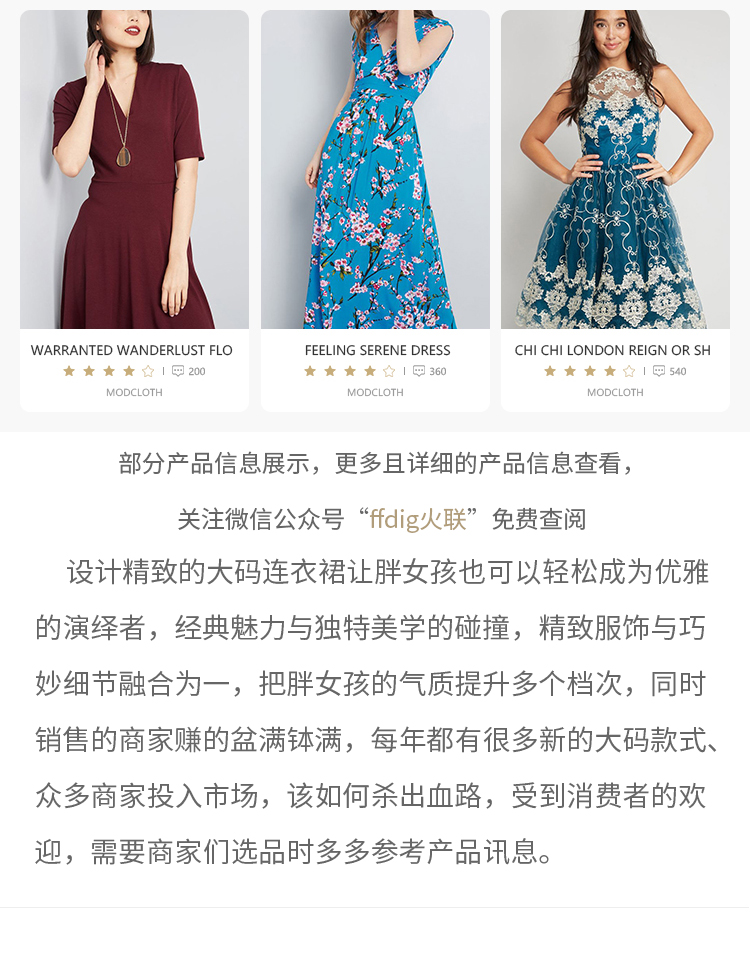 WARRANTED WANDERLUST FLO
200
MODCLOTH
FEELING SERENE DRESS
360
MODCLOTH
CHI CHI LONDON REIGN OR SH
540
MODCLOTH
部分产品信息展示，更多且详细的产品信息查看，
关注微信公众号“ffdig火联”免费查阅
设计精致的大码连衣裙让胖女孩也可以轻松成为优雅
的演绎者，经典魅力与独特美学的碰撞，精致服饰与巧
妙细节融合为一，把胖女孩的气质提升多个档次，同时
销售的商家赚的盆满钵满，每年都有很多新的大码款式、
众多商家投入市场，该如何杀出血路，受到消费者的欢
迎，需要商家们选品时多多参考产品讯息。